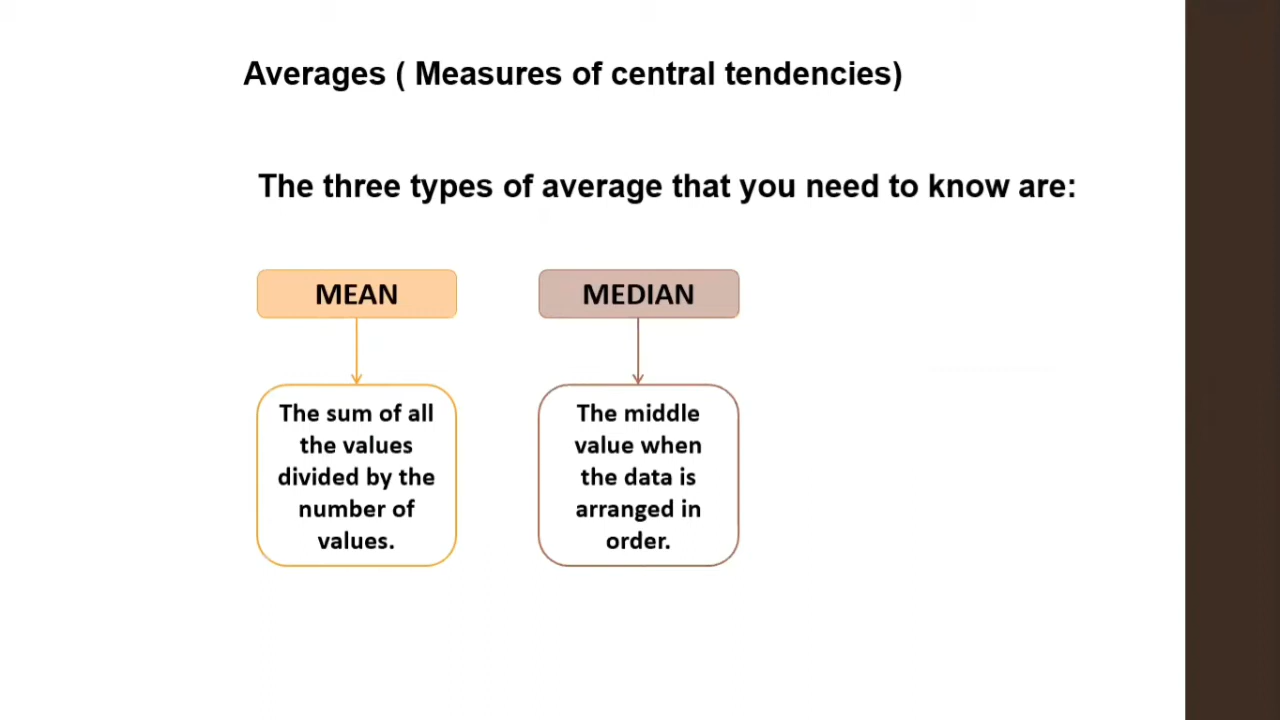 Averages ( Measures of central tendencies)
The three types of average that you need to know are:
MEAN
The sum of all
the values
divided by the
number of
values.
MEDIAN
The middle
value when
the data is
arranged in
order.